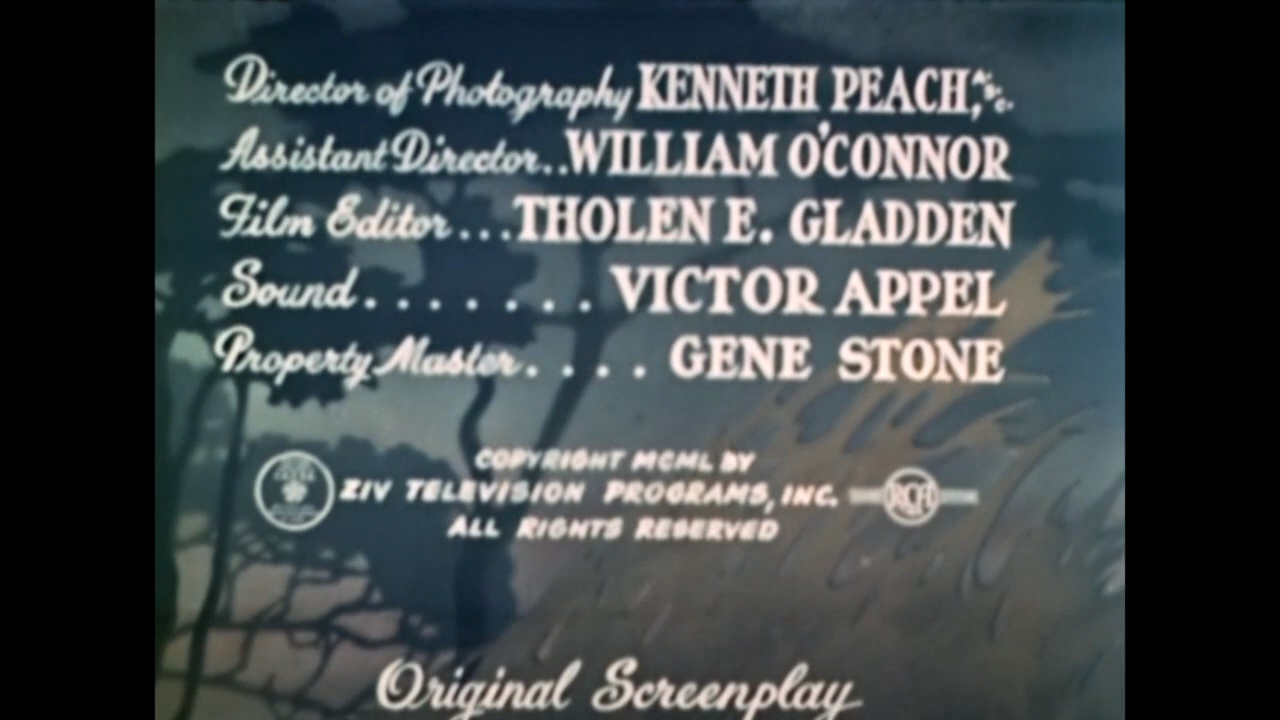 Director of Photography KENNETH PEACH, A.S.C.
Assistant Director..WILLIAM O'CONNOR
Film Editor...THOLEN E. GLADDEN
Sound.......VICTOR APPEL
Property Master....GENE STONE
COPYRIGHT MCML BY
ZIV TELEVISION PROGRAMS, INC.
RCA
ALL RIGHTS RESERVED
Original Screenplay